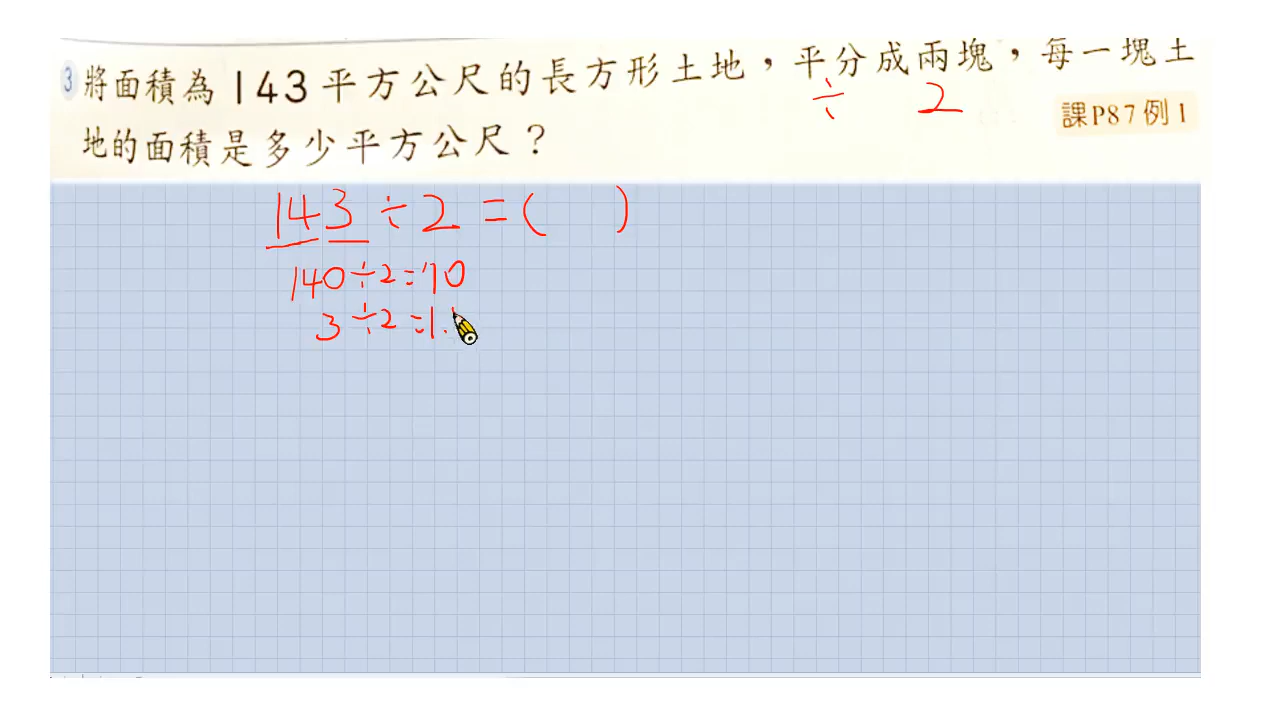 3 將面積為143平方公尺的長方形土地，平分成兩塊，每一塊土
÷ 2
地的面積是多少平方公尺？
課P87例1
143÷2=( )
140÷2=70
3÷2=1.